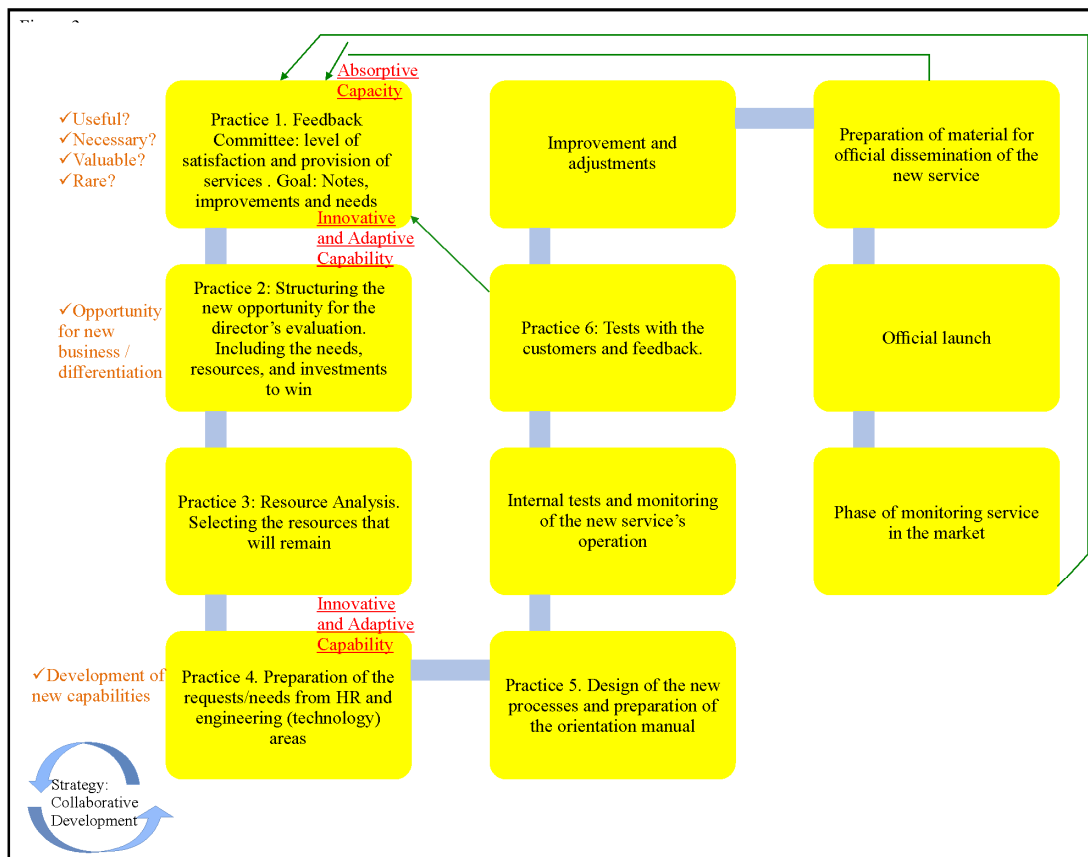 Absorptive
Capacity
✓Useful?
✓Necessary?
✓Valuable?
✓Rare?
Practice 1. Feedback
Committee: level of
satisfaction and provision of
services . Goal: Notes,
improvements and needs
Innovative
and Adaptive
Capability
✓Opportunity
for new
business /
differentiation
Practice 2: Structuring the
new opportunity for the
director’s evaluation.
Including the needs,
resources, and investments
to win
Practice 3: Resource Analysis.
Selecting the resources that
will remain
Innovative
and Adaptive
Capability
✓Development of
new capabilities
Practice 4. Preparation of the
requests/needs from HR and
engineering (technology)
areas
Strategy:
Collaborative
Development
Practice 5. Design of the new
processes and preparation of
the orientation manual
Internal tests and monitoring
of the new service’s
operation
Practice 6: Tests with the
customers and feedback.
Improvement and
adjustments
Preparation of material for
official dissemination of the
new service
Official launch
Phase of monitoring service
in the market